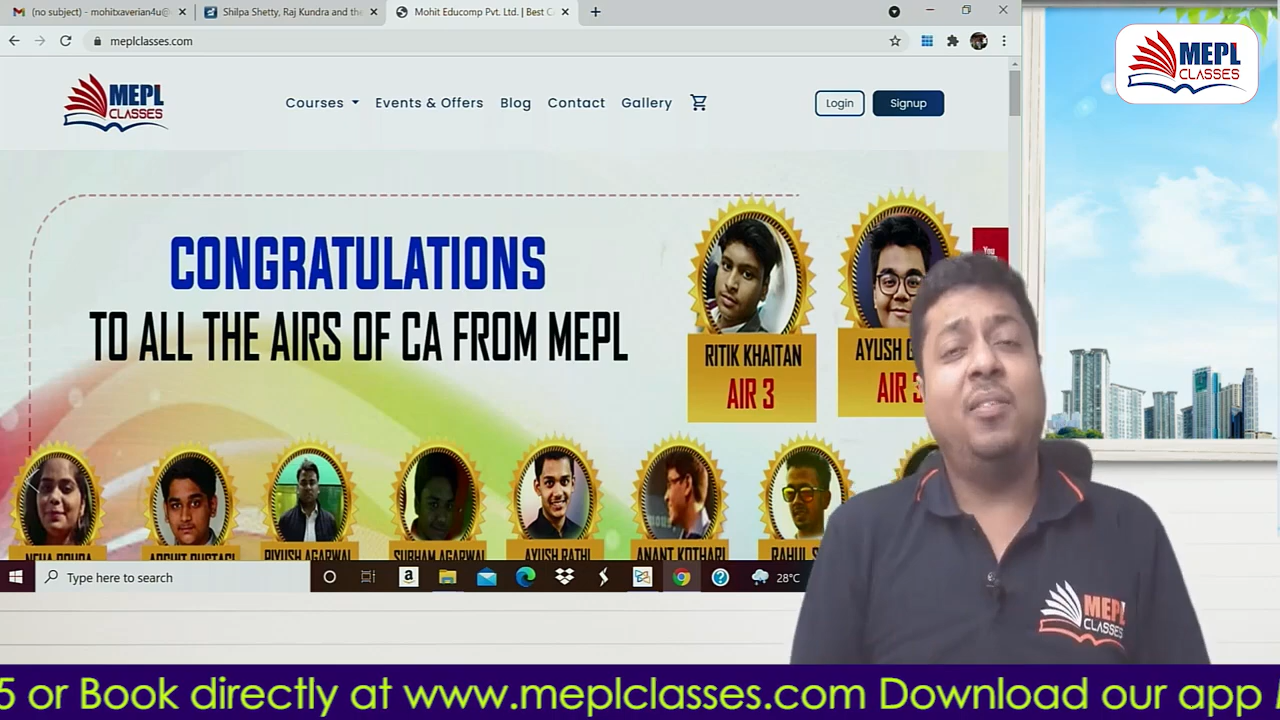 (no subject) - mohitxaverian4u@
Shilpa Shetty, Raj Kundra and the
Mohit Educomp Pvt. Ltd. | Best C
meplclasses.com
MEPL
CLASSES
MEPL
CLASSES
Courses
Events & Offers
Blog
Contact
Gallery
Login
Signup
CONGRATULATIONS
TO ALL THE AIRS OF CA FROM MEPL
RITIK KHAITAN
AIR 3
AYUSH
AIR 3
You
PIYUSH AGARWAL
SUBHAM AGARWAL
AYUSH RATHI
ANANT KOTHARI
RAHUL S
Type here to search
28°C
MEPL
CLASSES
5 or Book directly at www.meplclasses.com Download our app